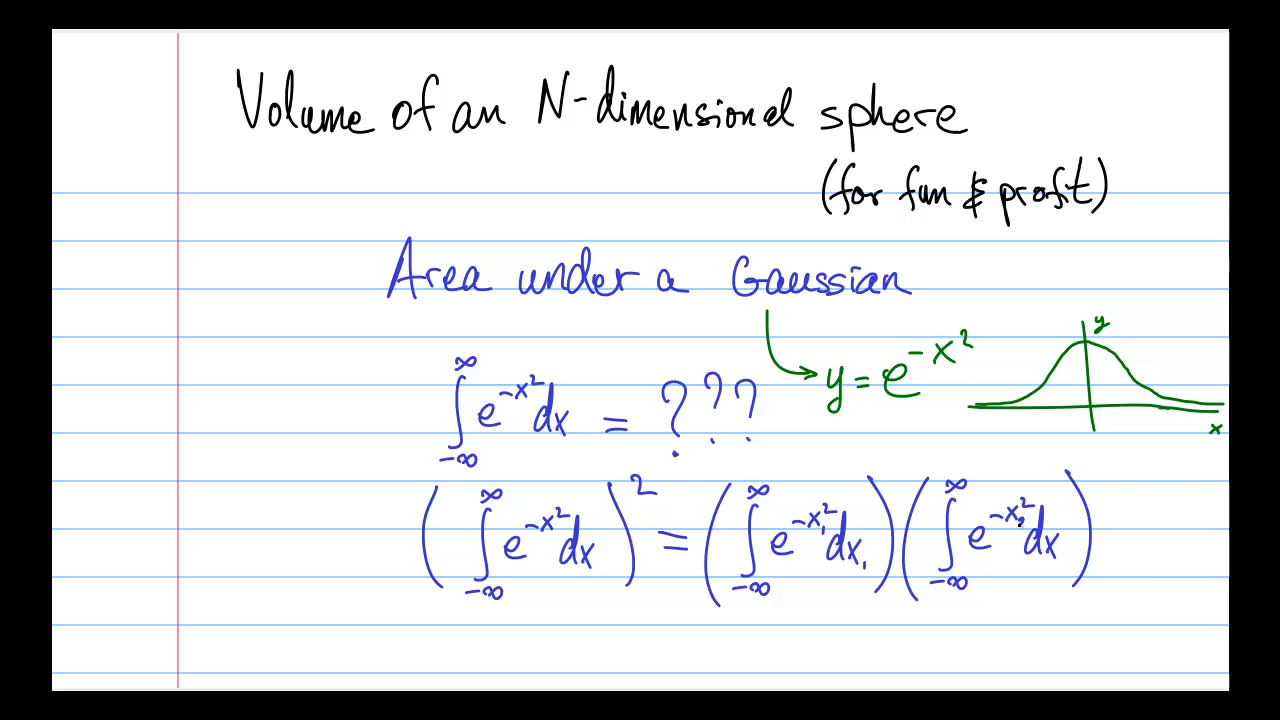 Volume of an N-dimensional sphere
(for fun & profit)
Area under a Gaussian
y = e^{-x^2}
y
x
∫_{-∞}^{∞} e^{-x^2} dx = ???
(∫_{-∞}^{∞} e^{-x^2} dx)^2 = (∫_{-∞}^{∞} e^{-x_1^2} dx_1)(∫_{-∞}^{∞} e^{-x_2^2} dx)